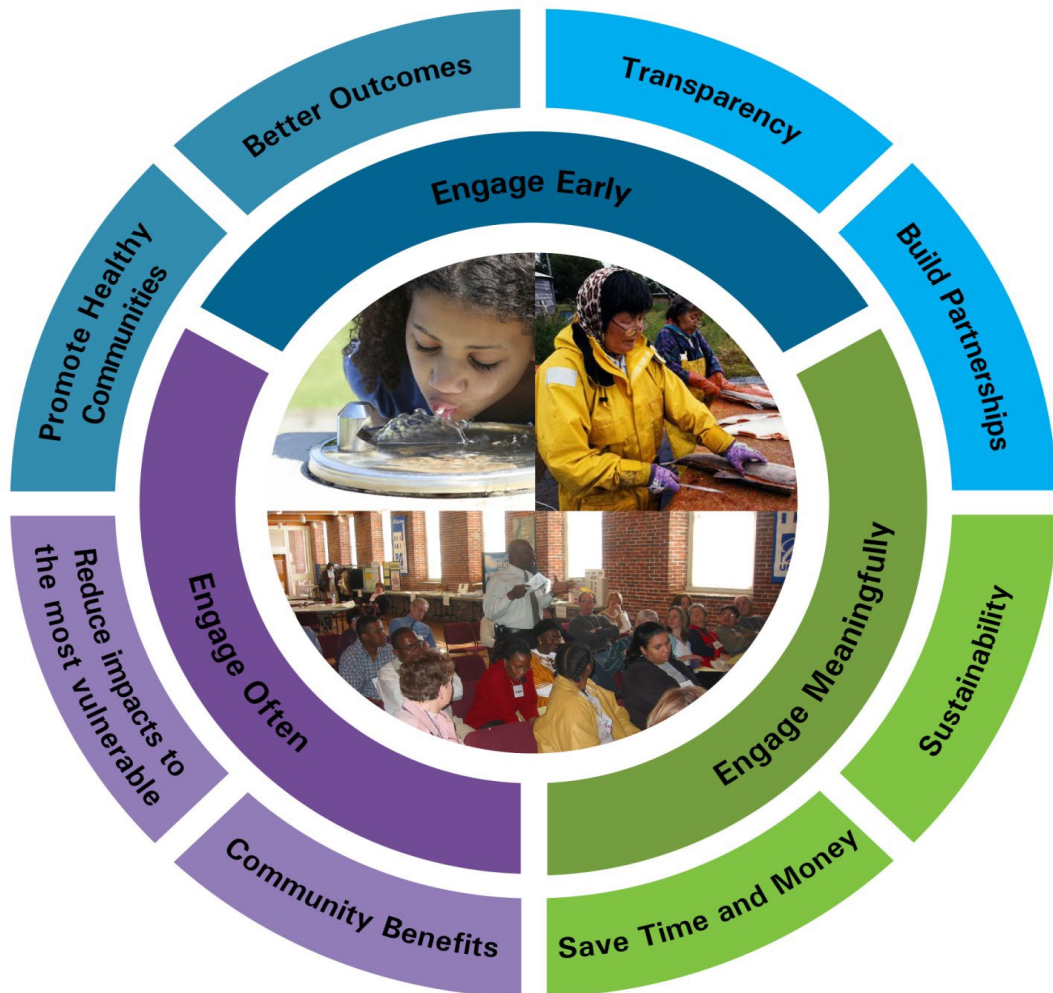 Better Outcomes
Transparency
Engage Early
Promote Healthy
Communities
Build Partnerships
Engage Often
Engage Meaningfully
Reduce impacts to
the most vulnerable
Sustainability
Community Benefits
Save Time and Money